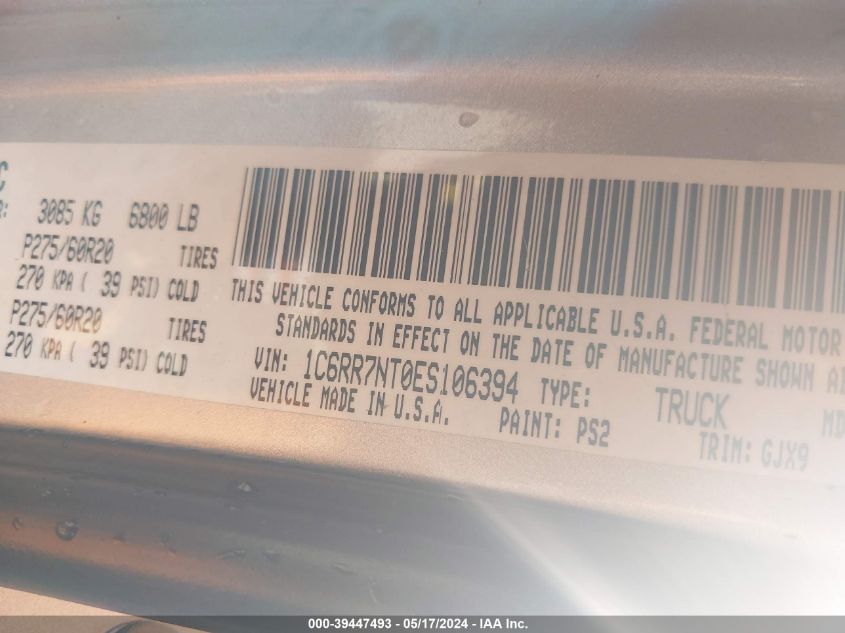 C
R: 3085 KG 6800 LB
P275/60R20 TIRES
270 KPA ( 39 PSI) COLD
P275/60R20 TIRES
270 KPA ( 39 PSI) COLD
THIS VEHICLE CONFORMS TO ALL APPLICABLE U.S.A. FEDERAL MOTOR
STANDARDS IN EFFECT ON THE DATE OF MANUFACTURE SHOWN A
VIN: 1C6RR7NT0ES106394 TYPE: TRUCK
VEHICLE MADE IN U.S.A. PAINT: PS2 MD
TRIM: GJX9
000-39447493 - 05/17/2024 - IAA Inc.